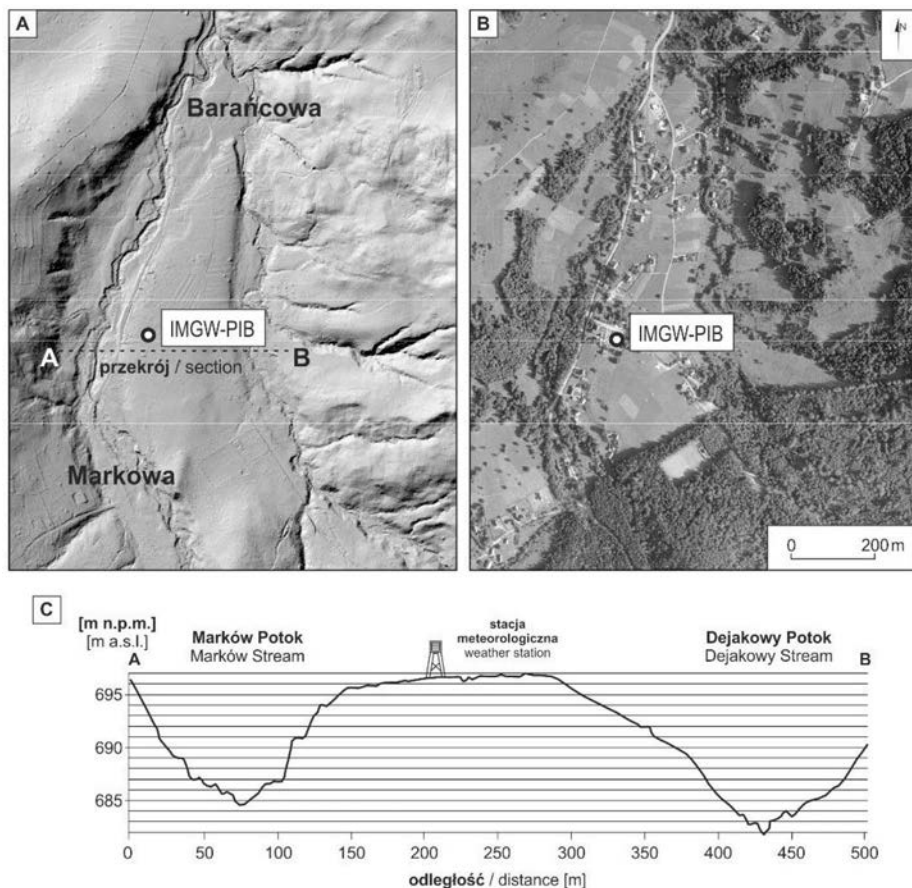 A
Barańcowa
IMGW-PIB
A
B
przekrój / section
Markowa
B
N
IMGW-PIB
0 200 m
C
[m n.p.m.]
[m a.s.l.]
A
Marków Potok
Marków Stream
stacja
meteorologiczna
weather station
Dejakowy Potok
Dejakowy Stream
B
695
690
685
0 50 100 150 200 250 300 350 400 450 500
odległość / distance [m]